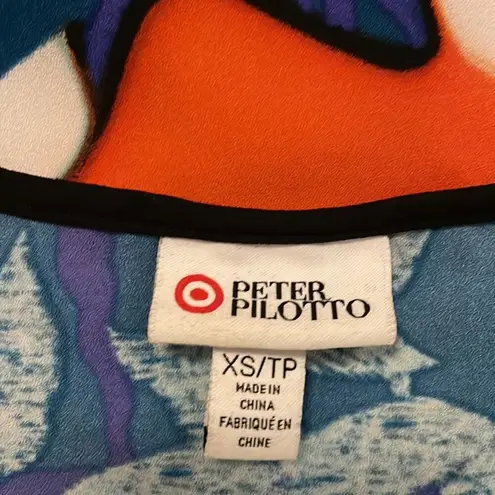 PETER
PILOTTO
XS/TP
MADE IN
CHINA
FABRIQUÉ EN
CHINE